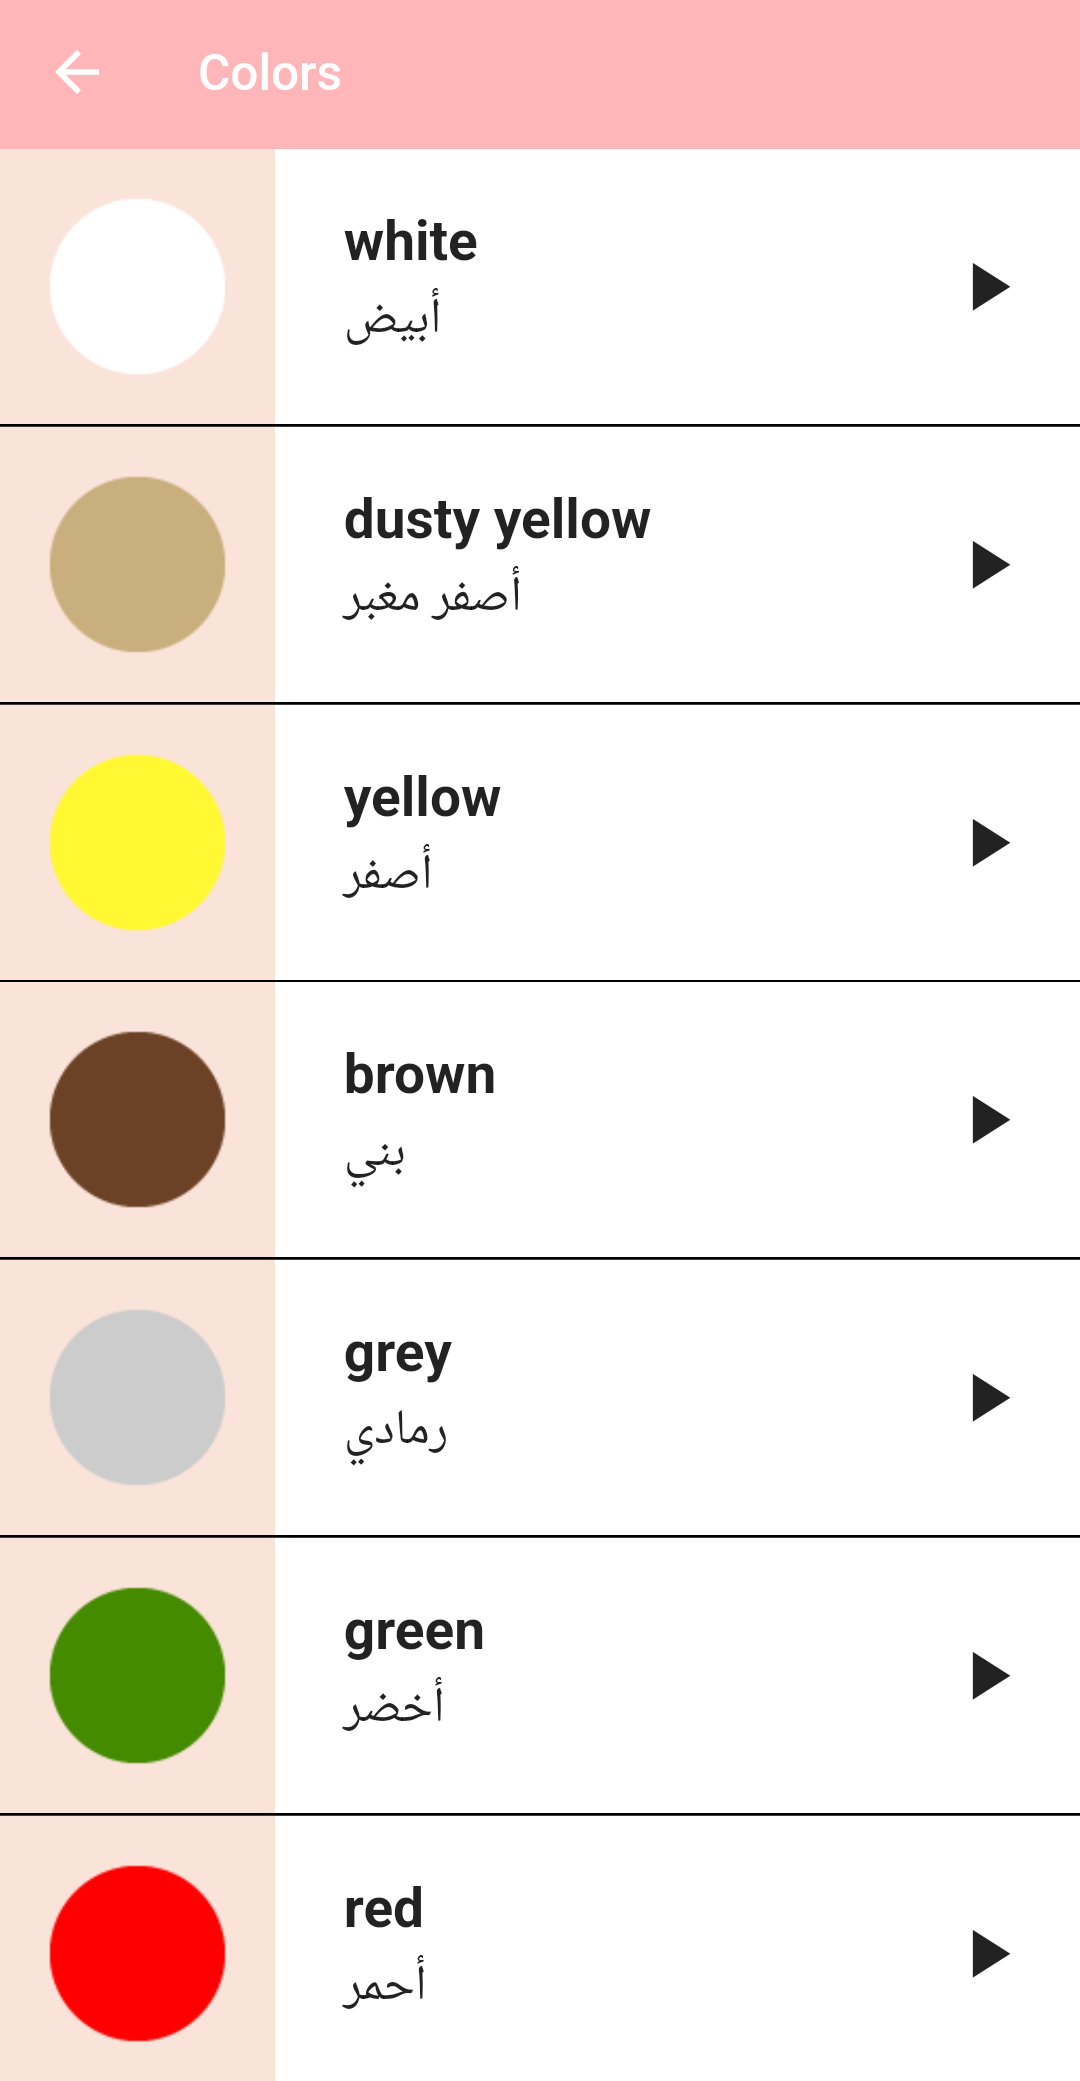 Colors
white
أبيض
dusty yellow
أصفر مغبر
yellow
أصفر
brown
بني
grey
رمادي
green
أخضر
red
أحمر